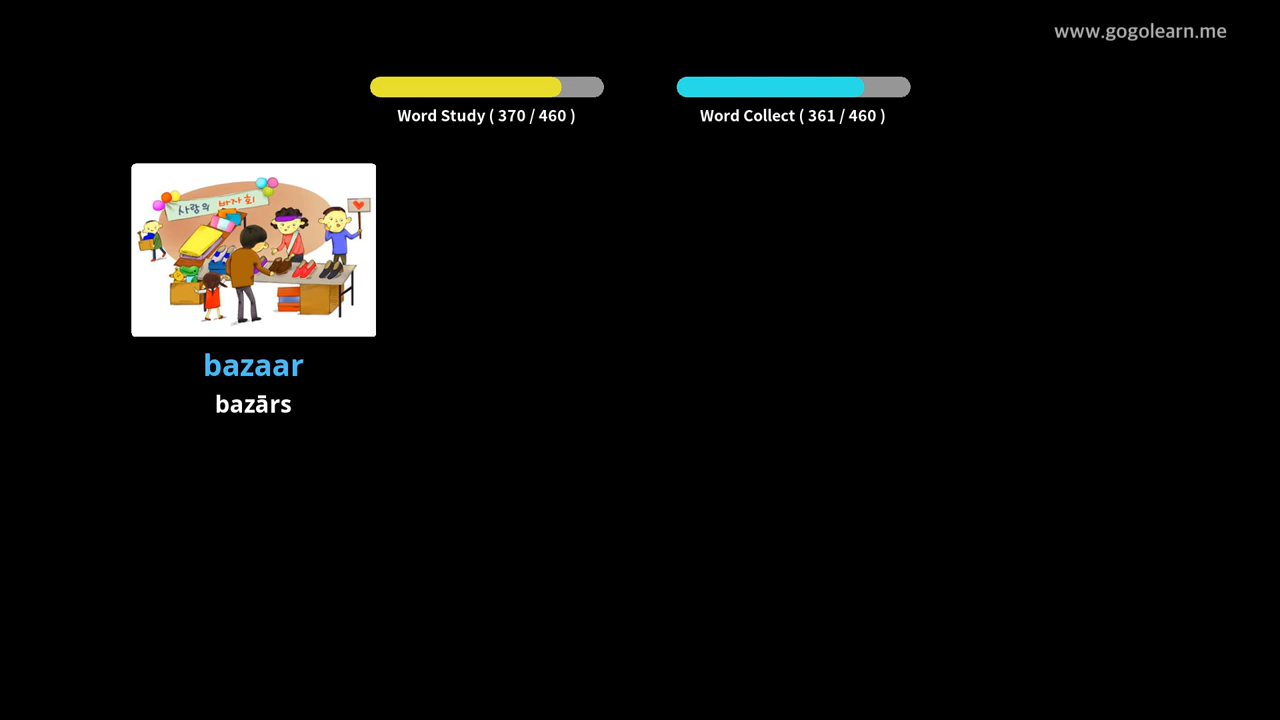 www.gogolearn.me
Word Study ( 370 / 460 )
Word Collect ( 361 / 460 )
사랑의 바자회
bazaar
bazārs